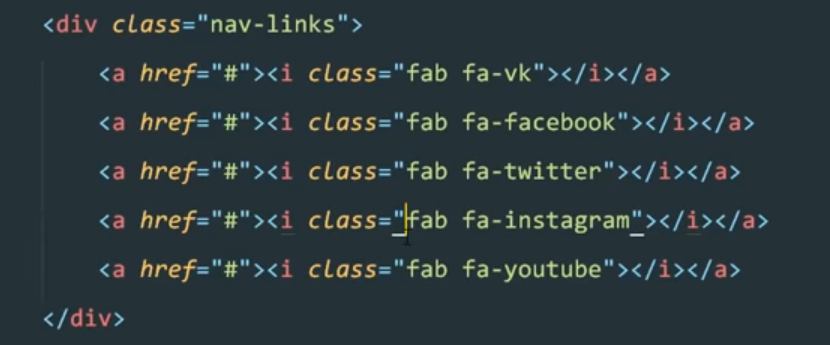 <div class="nav-links">
<a href="#"><i class="fab fa-vk"></i></a>
<a href="#"><i class="fab fa-facebook"></i></a>
<a href="#"><i class="fab fa-twitter"></i></a>
<a href="#"><i class="fab fa-instagram"></i></a>
<a href="#"><i class="fab fa-youtube"></i></a>
</div>